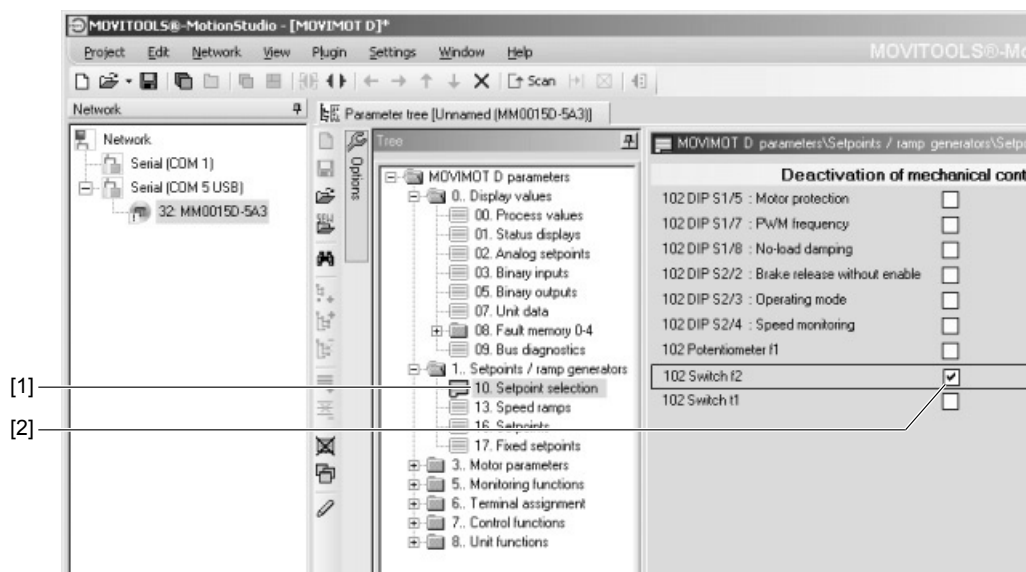 MOVITOOLS®-MotionStudio - [MOVIMOT D]*
Project Edit Network View Plugin Settings Window Help
MOVITOOLS®-Mo
Scan
Network
Parameter tree [Unnamed (MM0015D-5A3)]
Network
Serial (COM 1)
Serial (COM 5 USB)
32: MM0015D-5A3
Options
SEW
Tree
MOVIMOT D parameters
0.. Display values
00. Process values
01. Status displays
02. Analog setpoints
03. Binary inputs
05. Binary outputs
07. Unit data
08. Fault memory 0-4
09. Bus diagnostics
1.. Setpoints / ramp generators
10. Setpoint selection
13. Speed ramps
16. Setpoints
17. Fixed setpoints
3.. Motor parameters
5.. Monitoring functions
6.. Terminal assignment
7.. Control functions
8.. Unit functions
MOVIMOT D parameters\Setpoints / ramp generators\Setp
Deactivation of mechanical cont
102 DIP S1/5 : Motor protection
102 DIP S1/7 : PWM frequency
102 DIP S1/8 : No-load damping
102 DIP S2/2 : Brake release without enable
102 DIP S2/3 : Operating mode
102 DIP S2/4 : Speed monitoring
102 Potentiometer f1
102 Switch f2
102 Switch t1
[1]
[2]